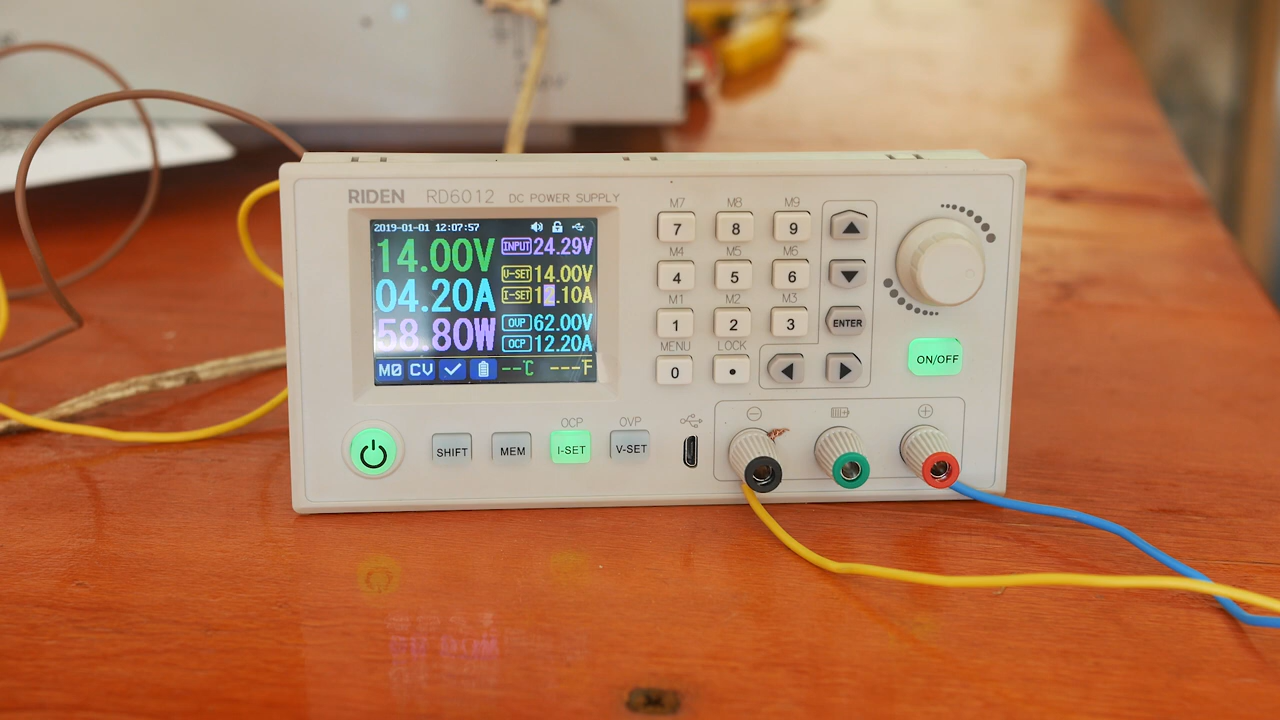 RIDEN RD6012 DC POWER SUPPLY
2019-01-01 12:07:57
14.00V
04.20A
58.80W
INPUT 24.29V
V-SET 14.00V
I-SET 12.10A
OVP 62.00V
OCP 12.20A
M0 CV --℃ ---℉
M7 M8 M9
7 8 9
M4 M5 M6
4 5 6
M1 M2 M3
1 2 3 ENTER
MENU LOCK
0 •
ON/OFF
OCP OVP
SHIFT MEM I-SET V-SET